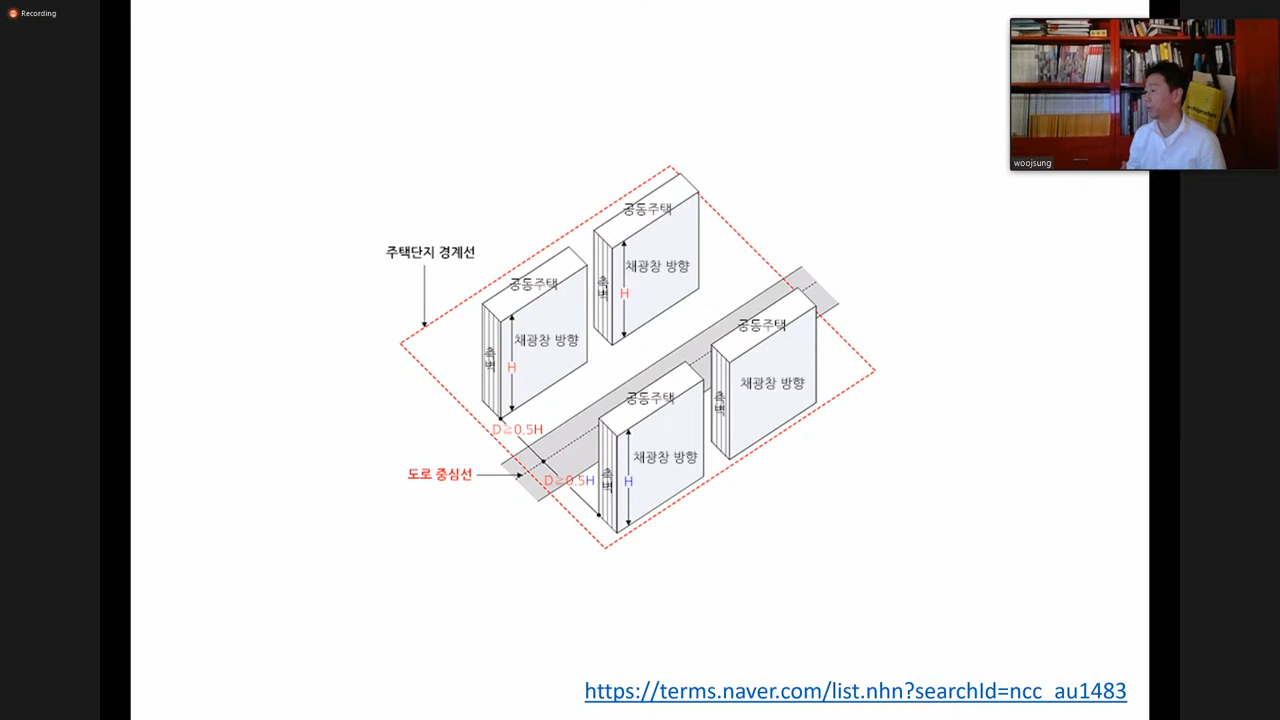 Recording
woojsung
공동주택
주택단지 경계선
채광창 방향
측벽
H
공동주택
채광창 방향
측벽
H
공동주택
채광창 방향
측벽
공동주택
채광창 방향
측벽
H
D≧0.5H
도로 중심선
D≧0.5H
https://terms.naver.com/list.nhn?searchId=ncc_au1483